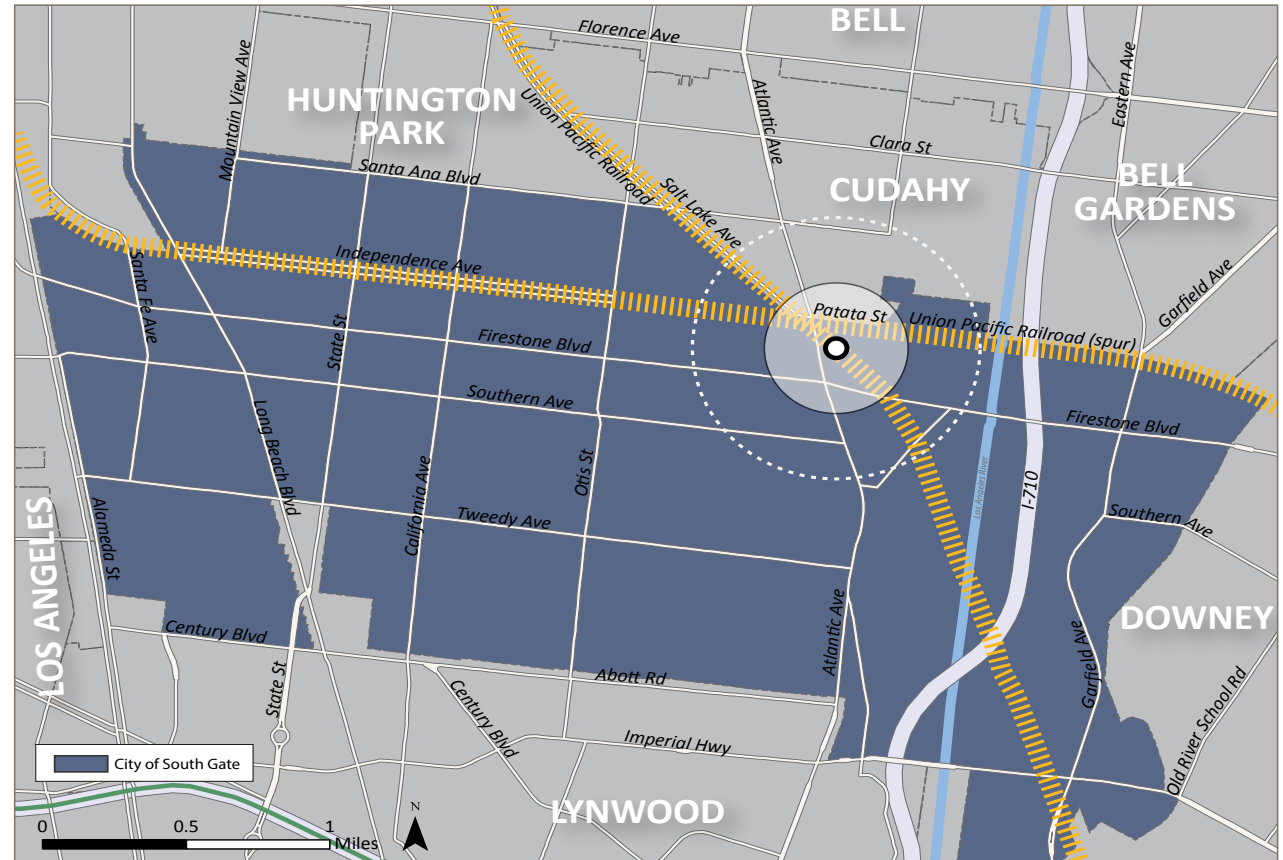 BELL
Florence Ave
Mountain View Ave
Eastern Ave
HUNTINGTON
PARK
Union Pacific Railroad
Atlantic Ave
Clara St
Santa Ana Blvd
Salt Lake Ave
CUDAHY
BELL
GARDENS
Santa Fe Ave
Independence Ave
Garfield Ave
Patata St
Union Pacific Railroad (spur)
State St
Firestone Blvd
Southern Ave
Firestone Blvd
Long Beach Blvd
California Ave
Otis St
Los Angeles River
I-710
LOS ANGELES
Alameda St
Tweedy Ave
Southern Ave
DOWNEY
Century Blvd
Atlantic Ave
Garfield Ave
State St
Abott Rd
Century Blvd
Imperial Hwy
Old River School Rd
City of South Gate
LYNWOOD
N
0 0.5 1
Miles